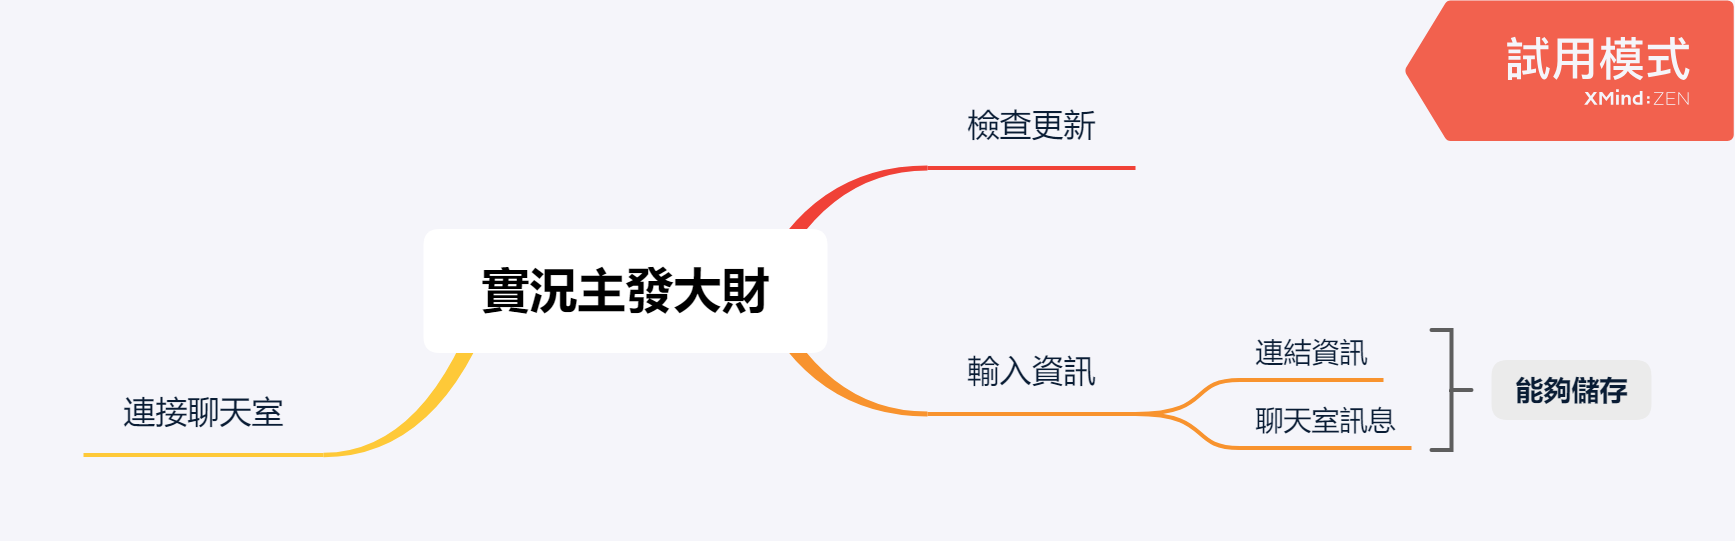 試用模式
XMind:ZEN
檢查更新
實況主發大財
輸入資訊
連結資訊
聊天室訊息
能夠儲存
連接聊天室